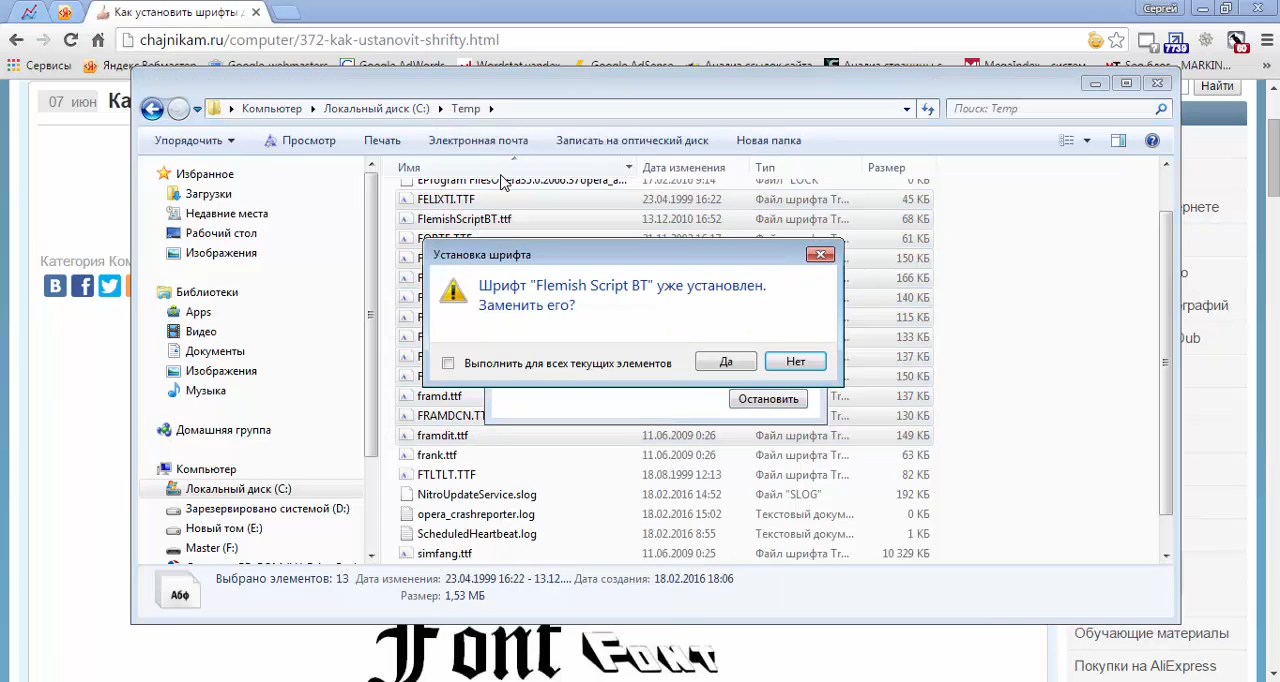 Как установить шрифты д
Сергей
chajnikam.ru/computer/372-kak-ustanovit-shrifty.html
7739
60
Сервисы
07 июн
Ка
Найти
Компьютер
Локальный диск (C:)
Temp
Поиск: Temp
Упорядочить
Просмотр
Печать
Электронная почта
Записать на оптический диск
Новая папка
Имя
Дата изменения
Тип
Размер
FELIXTI.TTF 23.04.1999 16:22 Файл шрифта Tr... 45 КБ
FlemishScriptBT.ttf 13.12.2010 16:52 Файл шрифта Tr... 68 КБ
61 КБ
150 КБ
166 КБ
140 КБ
115 КБ
133 КБ
137 КБ
150 КБ
framd.ttf Tr... 137 КБ
FRAMDCN.TT Tr... 130 КБ
framdit.ttf 11.06.2009 0:26 Файл шрифта Tr... 149 КБ
frank.ttf 11.06.2009 0:26 Файл шрифта Tr... 63 КБ
FTLTLT.TTF 18.08.1999 12:13 Файл шрифта Tr... 82 КБ
NitroUpdateService.slog 18.02.2016 14:52 Файл "SLOG" 192 КБ
opera_crashreporter.log 18.02.2016 15:02 Текстовый докум... 0 КБ
ScheduledHeartbeat.log 18.02.2016 8:55 Текстовый докум... 1 КБ
simfang.ttf 11.06.2009 0:25 Файл шрифта Tr... 10 329 КБ
Избранное
Загрузки
Недавние места
Рабочий стол
Изображения
Библиотеки
Apps
Видео
Документы
Изображения
Музыка
Домашняя группа
Компьютер
Локальный диск (C:)
Зарезервировано системой (D:)
Новый том (E:)
Master (F:)
Установка шрифта
Шрифт "Flemish Script BT" уже установлен.
Заменить его?
Выполнить для всех текущих элементов
Да
Нет
Остановить
Абф
Выбрано элементов: 13 Дата изменения: 23.04.1999 16:22 - 13.12.... Дата создания: 18.02.2016 18:06
Размер: 1,53 МБ
Категория Ком
Font
Font
ернете
ографий
Dub
Обучающие материалы
Покупки на AliExpress